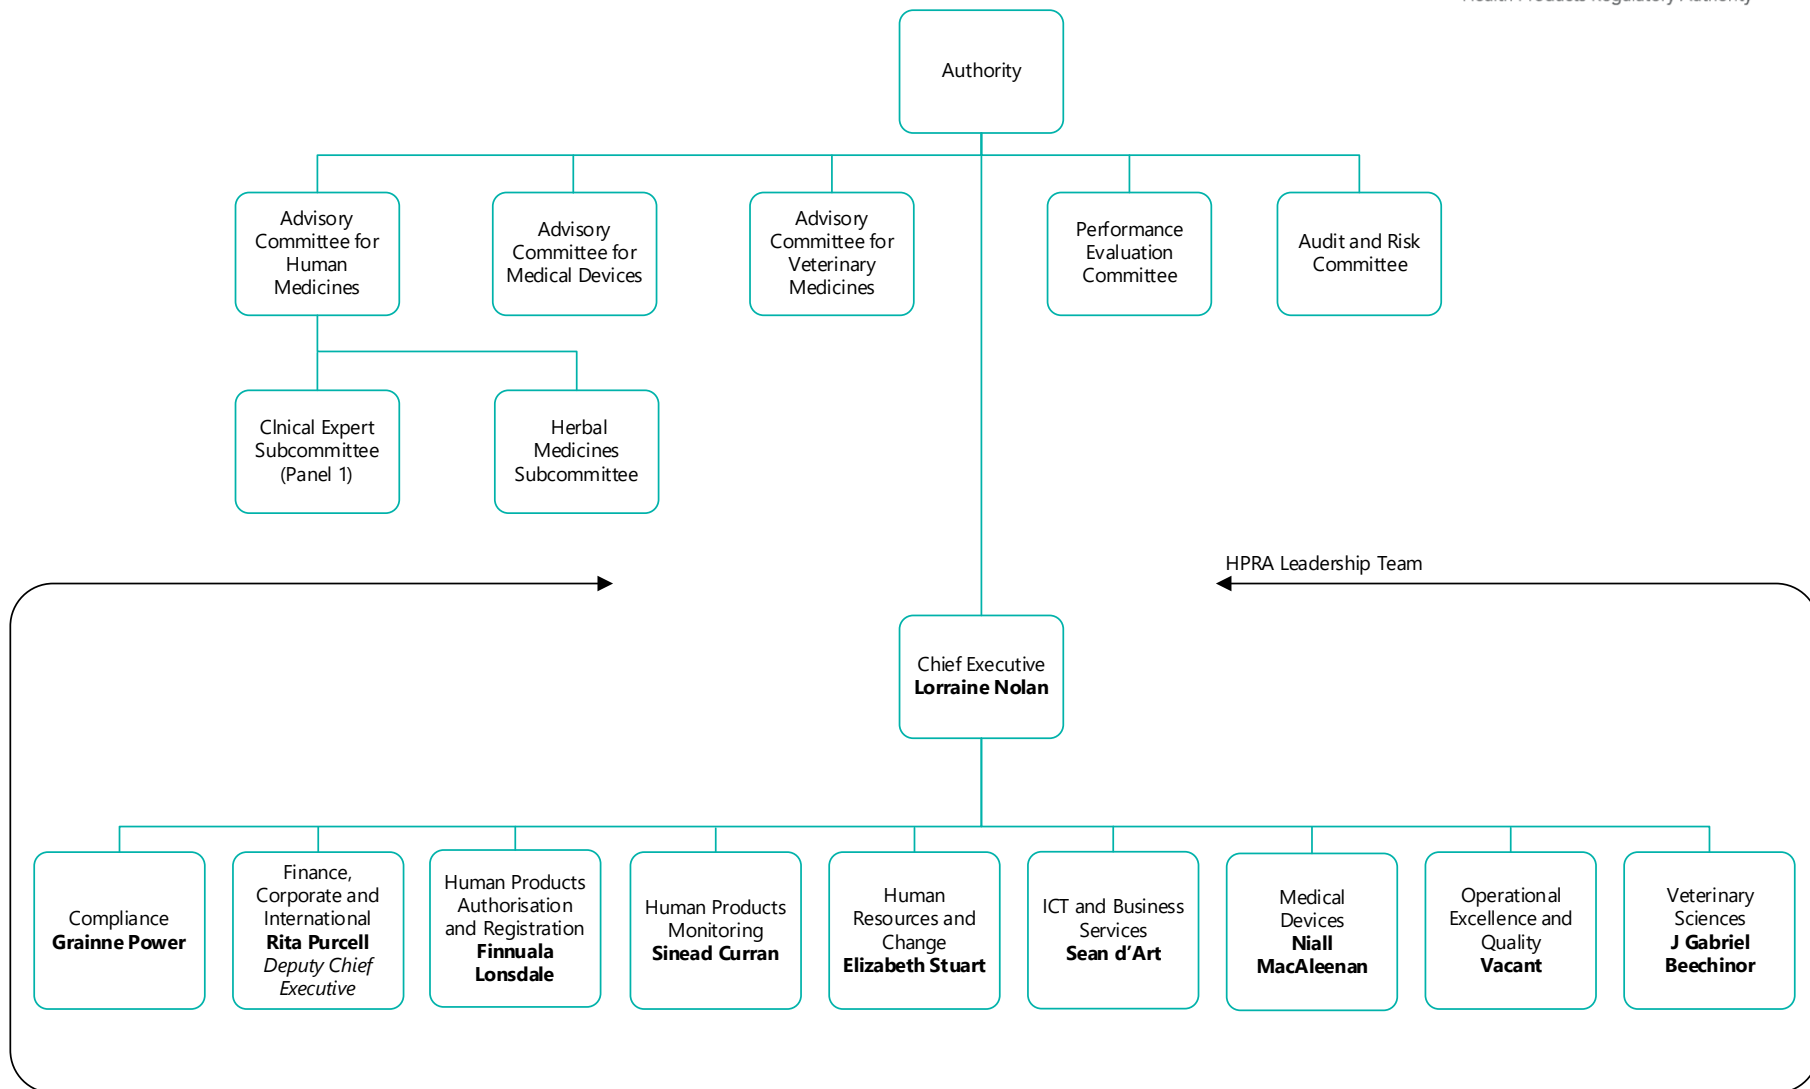 Health Products Regulatory Authority
Authority
Advisory
Committee for
Human
Medicines
Advisory
Committee for
Medical Devices
Advisory
Committee for
Veterinary
Medicines
Performance
Evaluation
Committee
Audit and Risk
Committee
Clnical Expert
Subcommittee
(Panel 1)
Herbal
Medicines
Subcommittee
HPRA Leadership Team
Chief Executive
Lorraine Nolan
Compliance
Grainne Power
Finance,
Corporate and
International
Rita Purcell
Deputy Chief
Executive
Human Products
Authorisation
and Registration
Finnuala
Lonsdale
Human Products
Monitoring
Sinead Curran
Human
Resources and
Change
Elizabeth Stuart
ICT and Business
Services
Sean d’Art
Medical
Devices
Niall
MacAleenan
Operational
Excellence and
Quality
Vacant
Veterinary
Sciences
J Gabriel
Beechinor